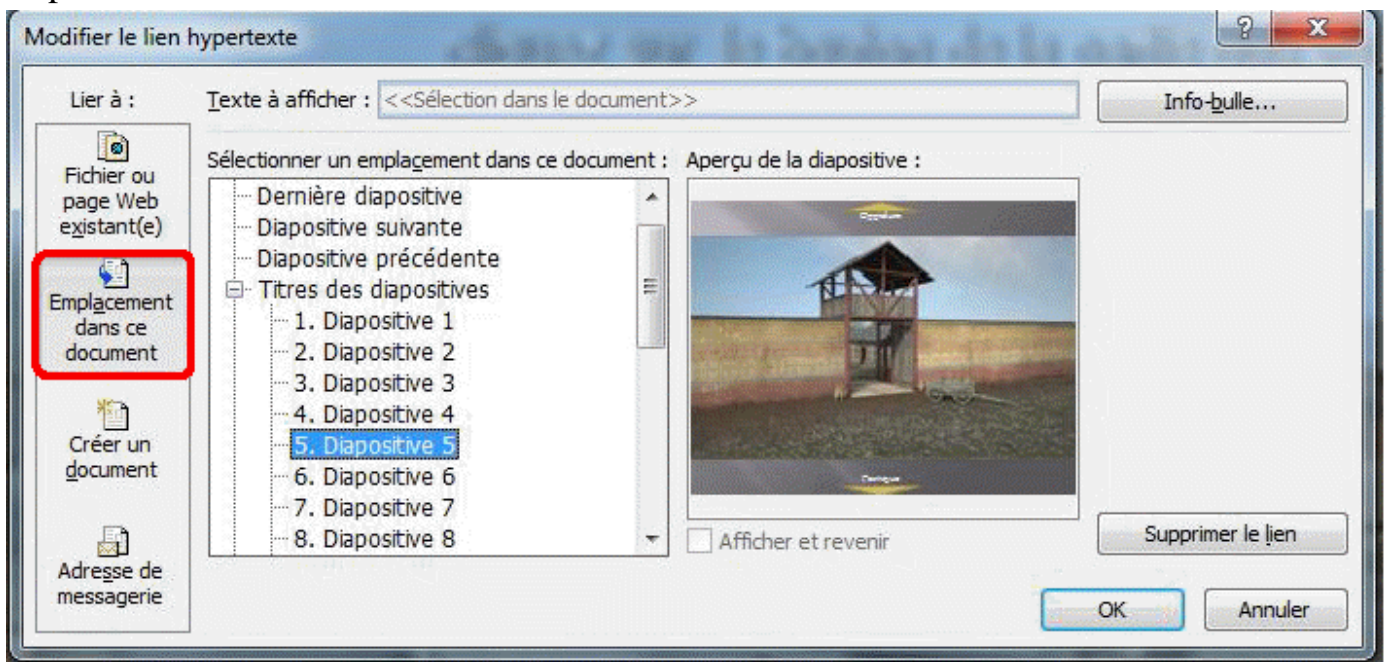 Modifier le lien hypertexte
Lier à :
Texte à afficher : <<Sélection dans le document>>
Info-bulle...
Fichier ou
page Web
existant(e)
Emplacement
dans ce
document
Créer un
document
Adresse de
messagerie
Sélectionner un emplacement dans ce document :
Dernière diapositive
Diapositive suivante
Diapositive précédente
Titres des diapositives
1. Diapositive 1
2. Diapositive 2
3. Diapositive 3
4. Diapositive 4
5. Diapositive 5
6. Diapositive 6
7. Diapositive 7
8. Diapositive 8
Aperçu de la diapositive :
Afficher et revenir
Supprimer le lien
OK
Annuler